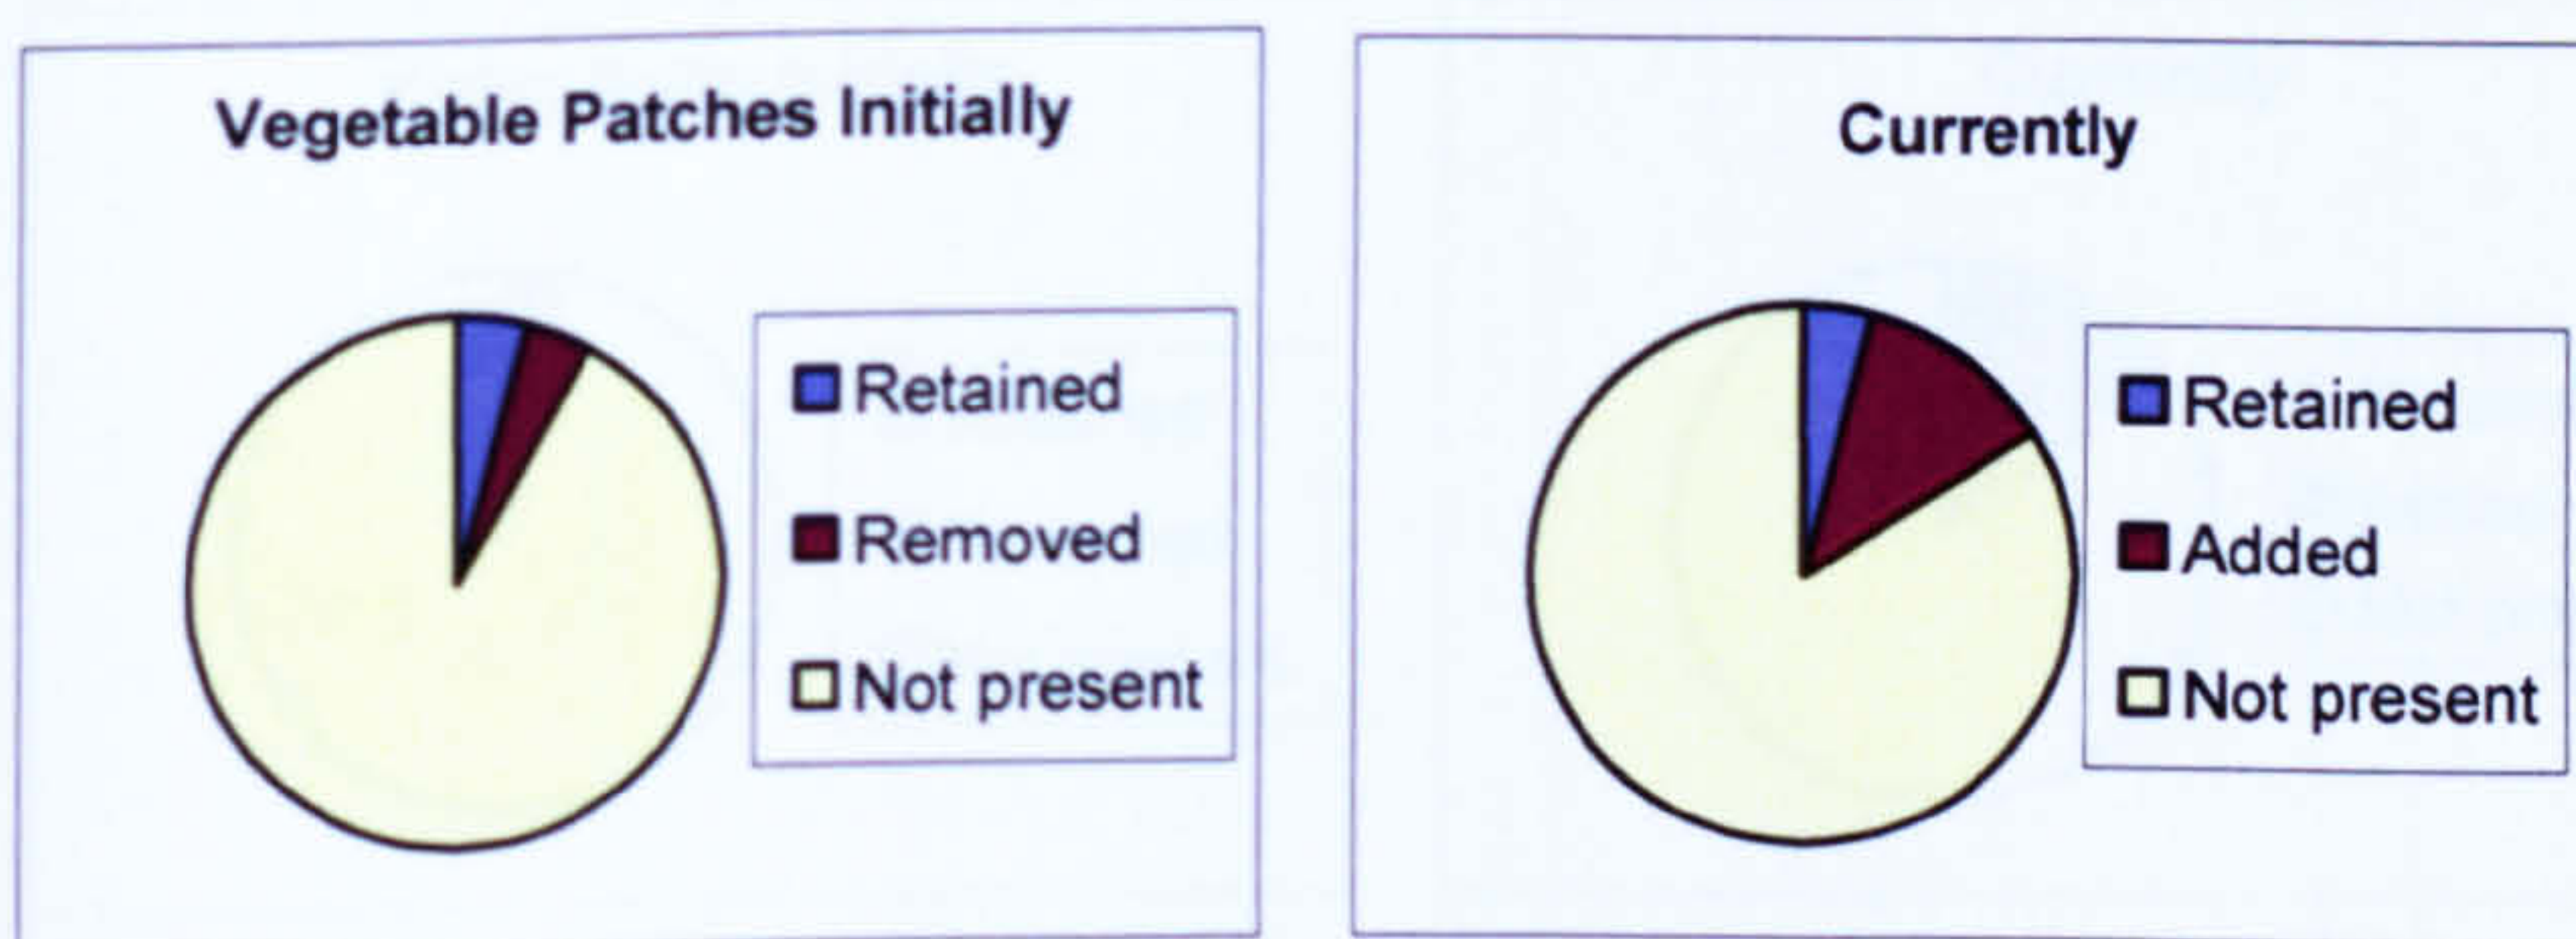 Vegetable Patches Initially
Retained
Removed
Not present
Currently
Retained
Added
Not present